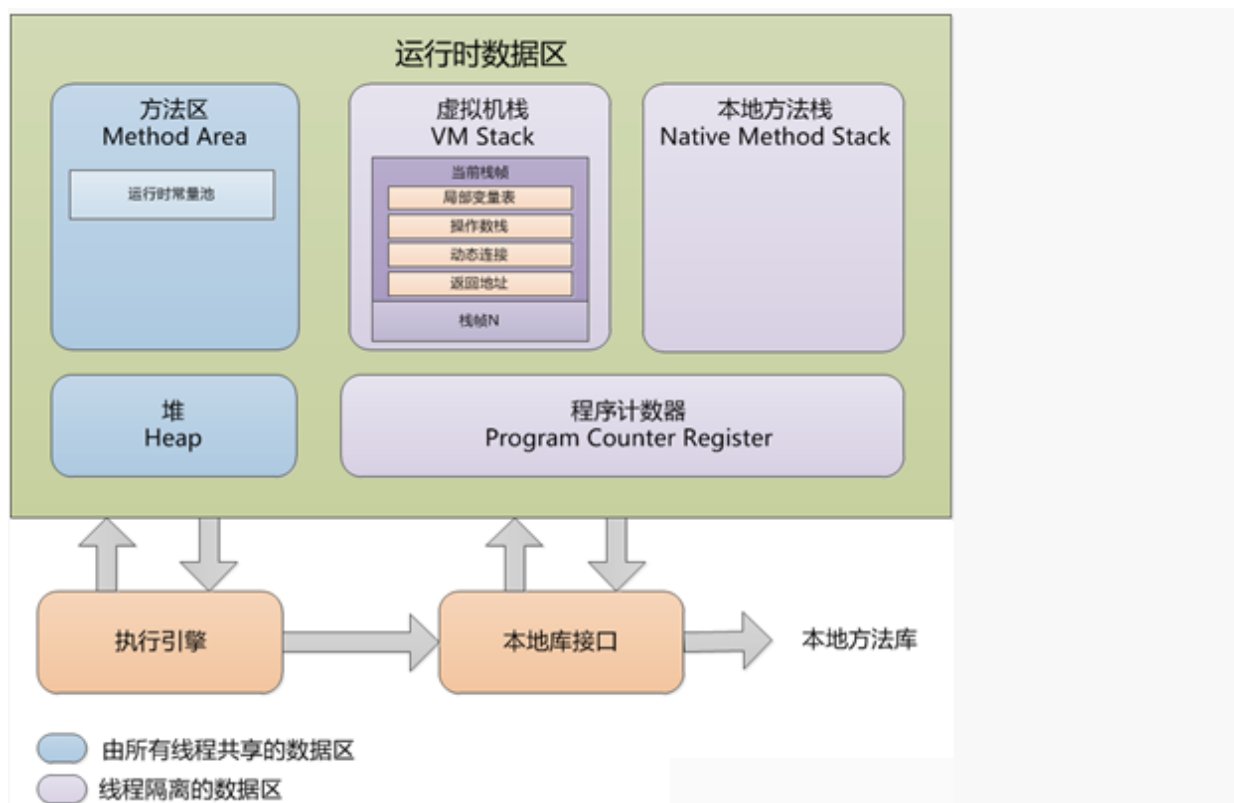 运行时数据区
方法区
Method Area
运行时常量池
虚拟机栈
VM Stack
当前栈帧
局部变量表
操作数栈
动态连接
返回地址
栈帧N
本地方法栈
Native Method Stack
堆
Heap
程序计数器
Program Counter Register
执行引擎
本地库接口
本地方法库
由所有线程共享的数据区
线程隔离的数据区